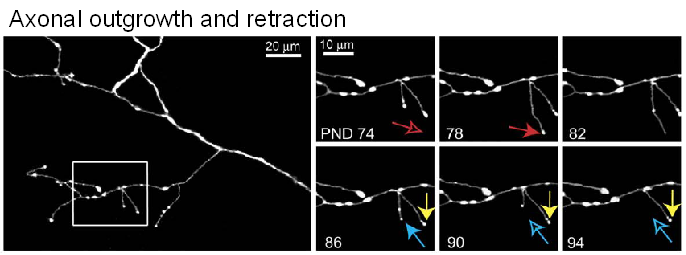 Axonal outgrowth and retraction
20 µm
10 µm
PND 74
78
82
86
90
94